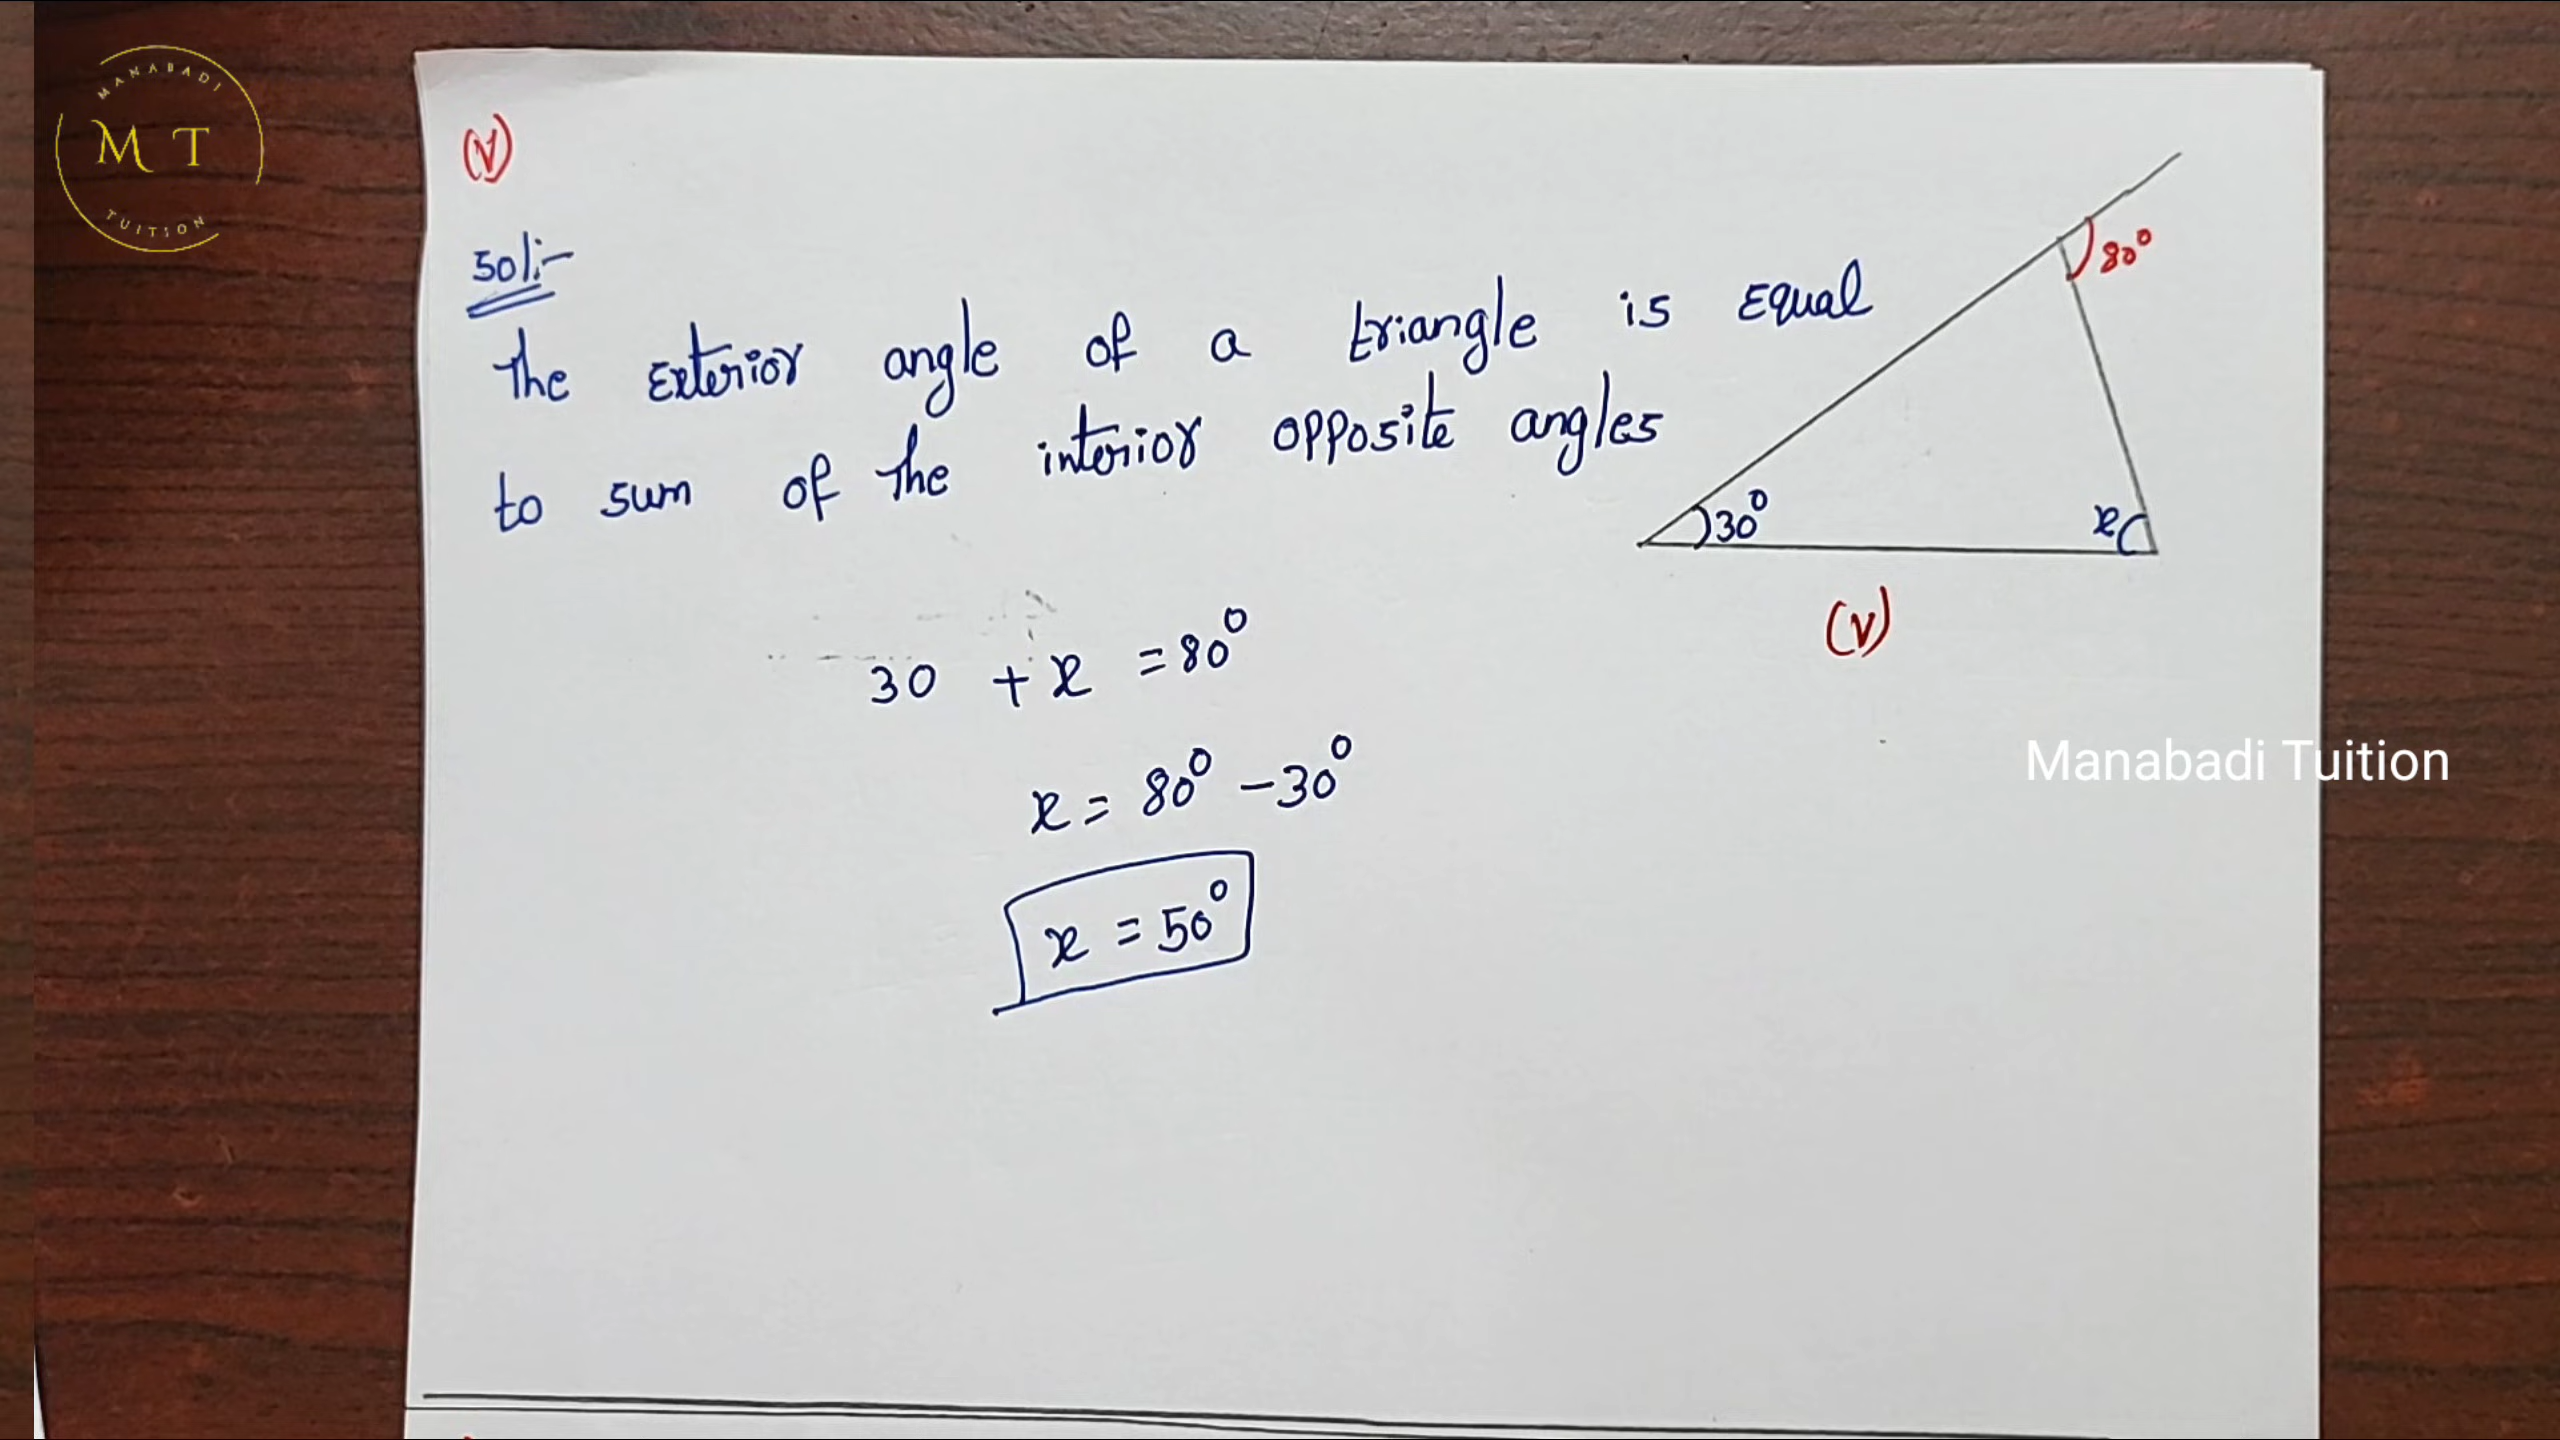 MANABADI
M T
TUITION
(V)
Sol:-
The Exterior angle of a triangle is Equal
to sum of the interior opposite angles
80°
30°
x
(V)
30 + x = 80°
x = 80° - 30°
x = 50°
Manabadi Tuition